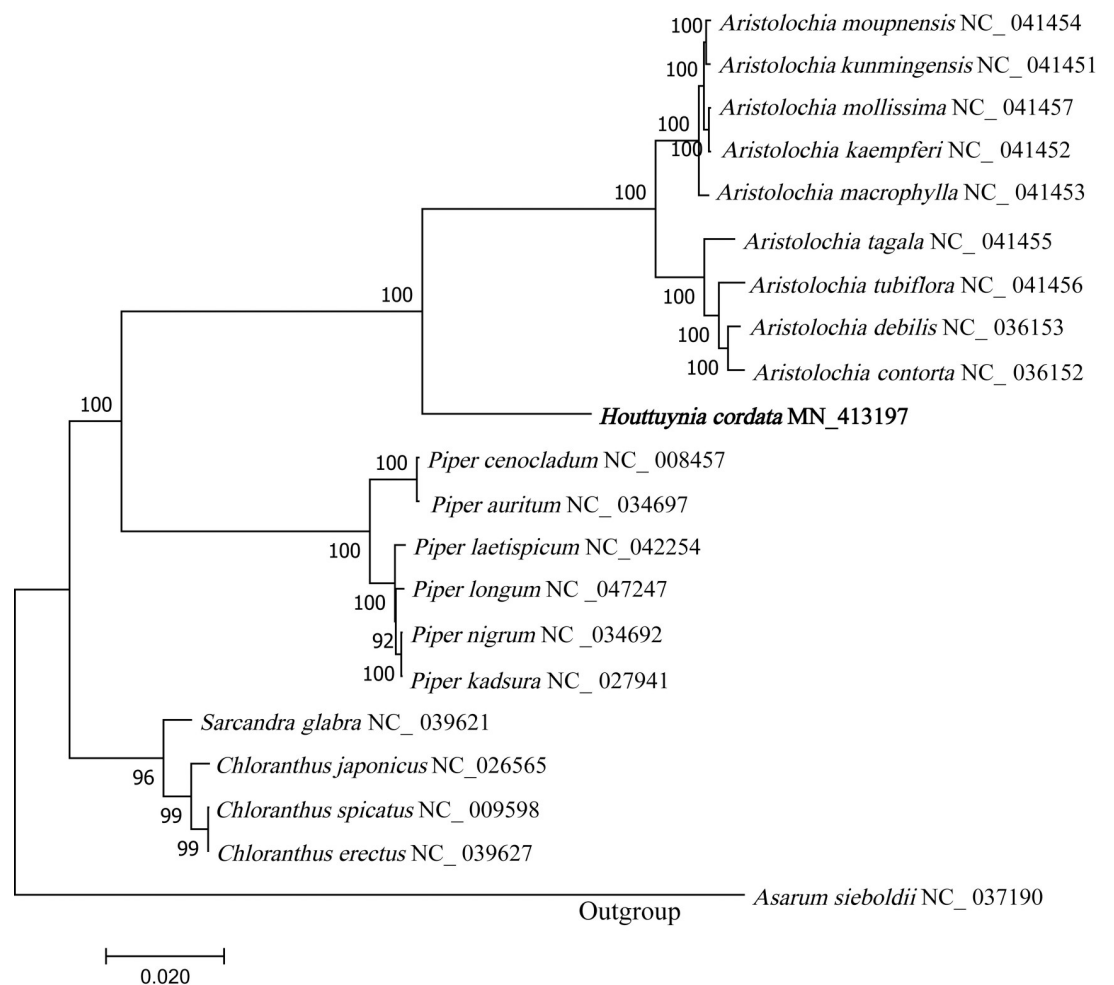 100
Aristolochia moupnensis NC_ 041454
100
Aristolochia kunmingensis NC_ 041451
Aristolochia mollissima NC_ 041457
100
100
Aristolochia kaempferi NC_ 041452
100
Aristolochia macrophylla NC_ 041453
Aristolochia tagala NC_ 041455
100
Aristolochia tubiflora NC_ 041456
100
Aristolochia debilis NC_ 036153
100
Aristolochia contorta NC_ 036152
100
100
Houttuynia cordata MN_413197
100
Piper cenocladum NC_ 008457
Piper auritum NC_ 034697
100
Piper laetispicum NC_042254
100
Piper longum NC _047247
92
Piper nigrum NC _034692
100
Piper kadsura NC_ 027941
Sarcandra glabra NC_ 039621
96
Chloranthus japonicus NC_026565
99
Chloranthus spicatus NC_ 009598
99
Chloranthus erectus NC_ 039627
Asarum sieboldii NC_ 037190
Outgroup
0.020